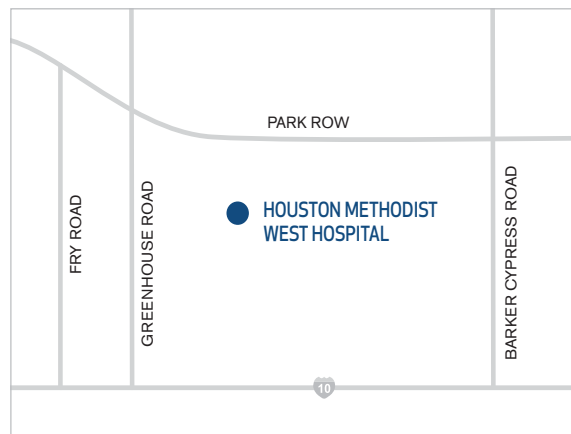 PARK ROW
FRY ROAD
GREENHOUSE ROAD
HOUSTON METHODIST
WEST HOSPITAL
BARKER CYPRESS ROAD
10